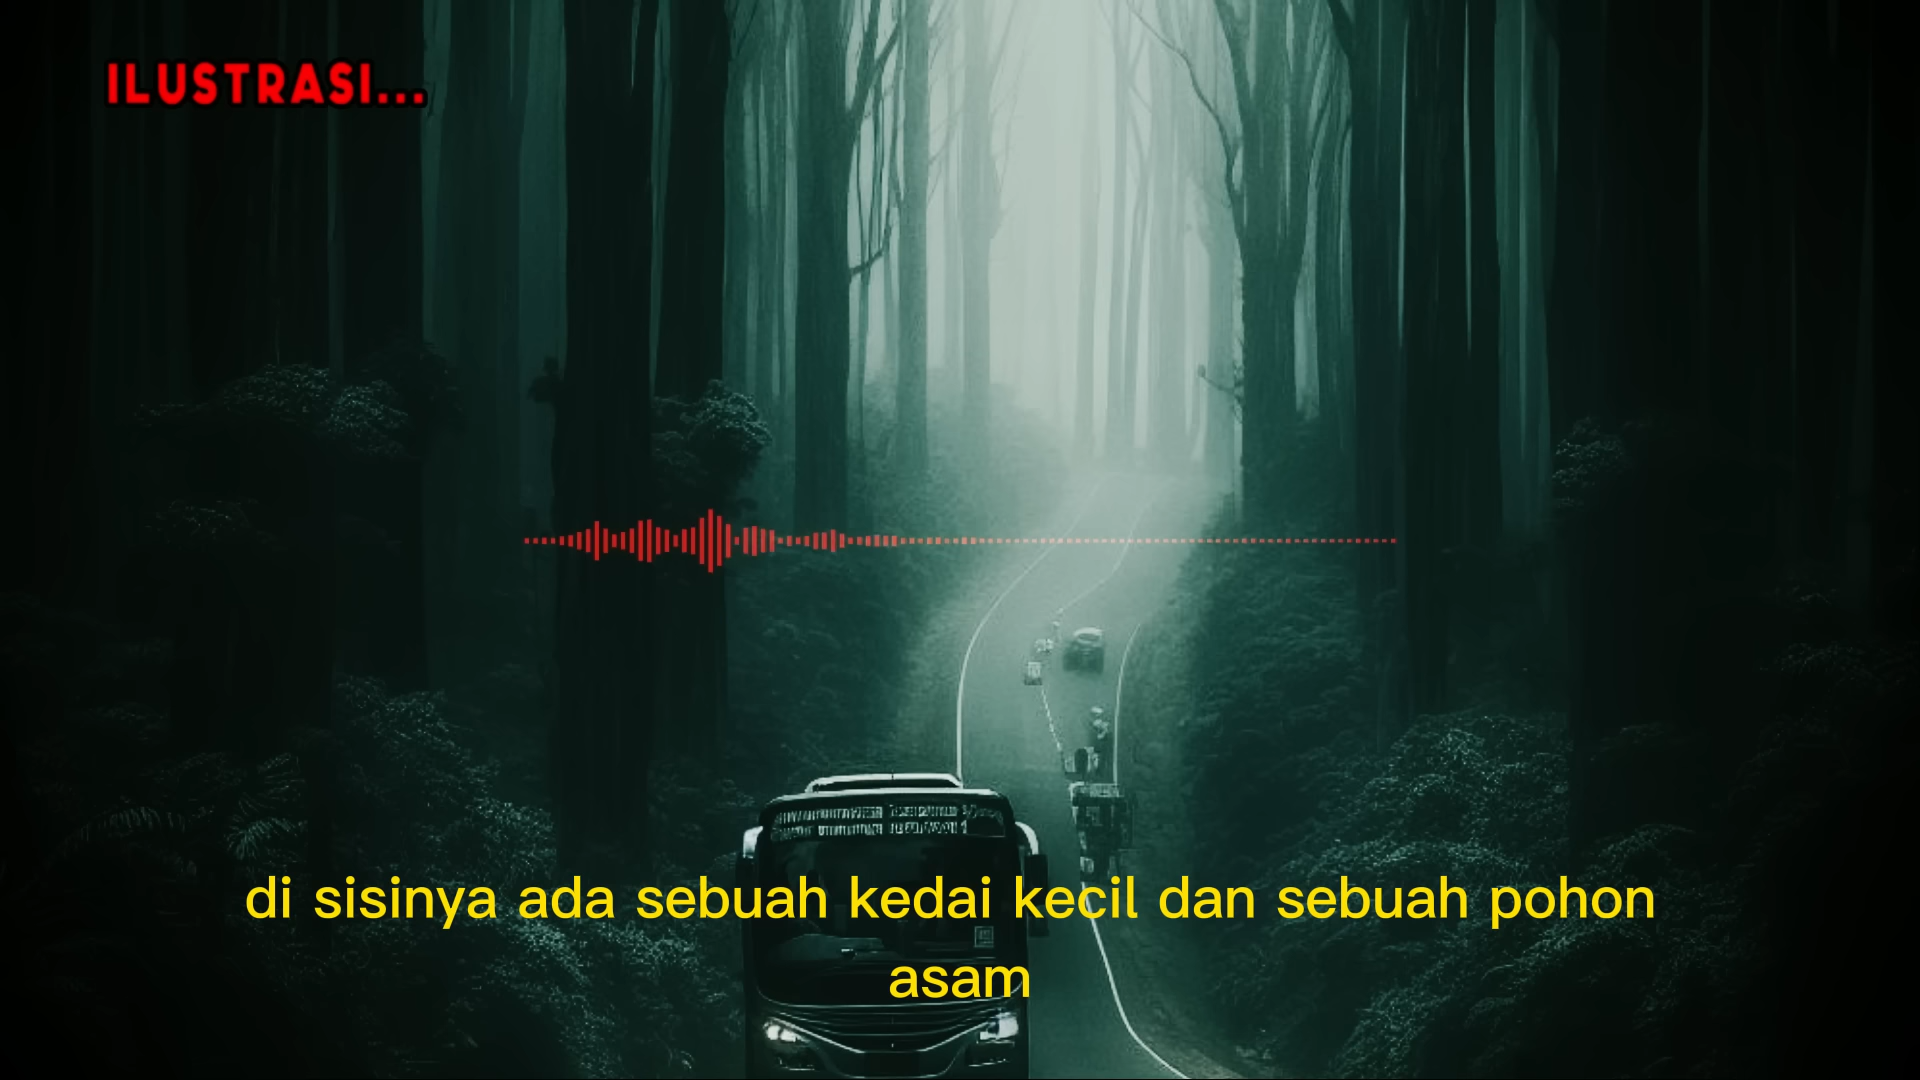 ILUSTRASI...
di sisinya ada sebuah kedai kecil dan sebuah pohon
asam